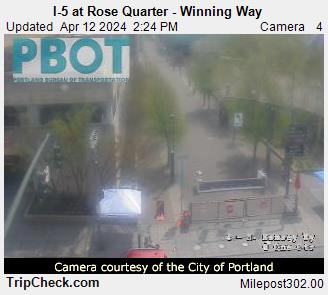 I-5 at Rose Quarter - Winning Way
Updated Apr 12 2024 2:24 PM Camera 4
PBOT
PORTLAND BUREAU OF TRANSPORTATION
Camera courtesy of the City of Portland
TripCheck.com Milepost302.00